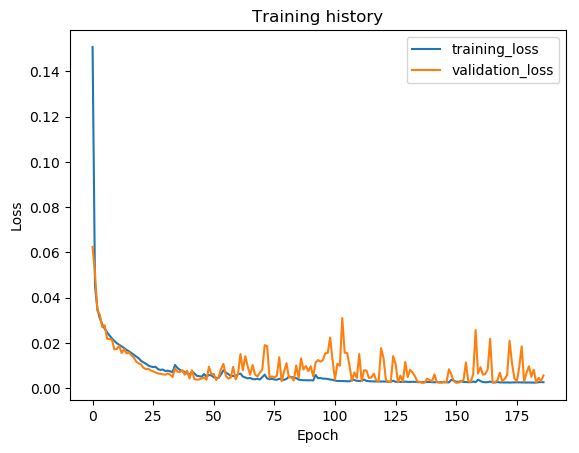 Training history
training_loss
validation_loss
0.14
0.12
0.10
0.08
0.06
0.04
0.02
0.00
Loss
0 25 50 75 100 125 150 175
Epoch